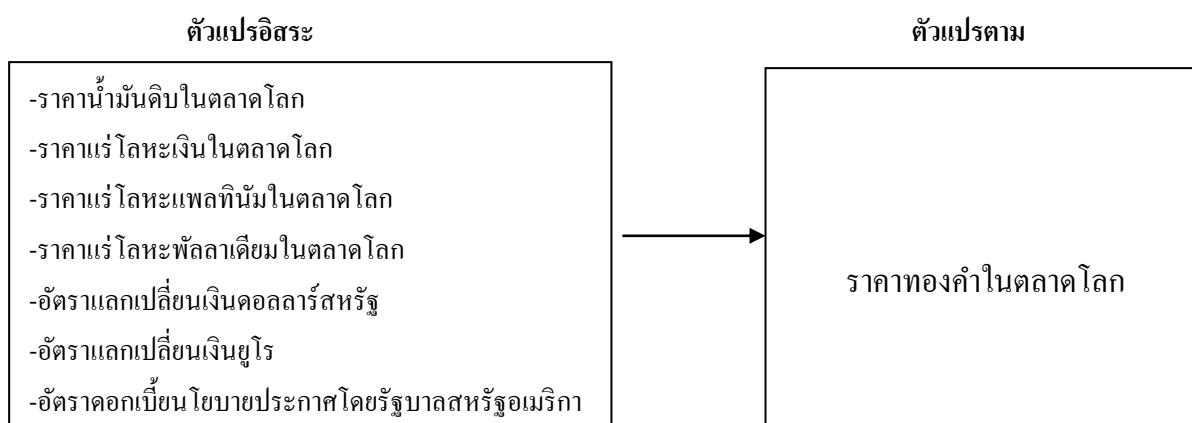 ตัวแปรอิสระ
ตัวแปรตาม
-ราคาน้ำมันดิบในตลาดโลก
-ราคาแร่โลหะเงินในตลาดโลก
-ราคาแร่โลหะแพลทินัมในตลาดโลก
-ราคาแร่โลหะพัลลาเดียมในตลาดโลก
-อัตราแลกเปลี่ยนเงินดอลลาร์สหรัฐ
-อัตราแลกเปลี่ยนเงินยูโร
-อัตราดอกเบี้ยนโยบายประกาศโดยรัฐบาลสหรัฐอเมริกา
ราคาทองคำในตลาดโลก